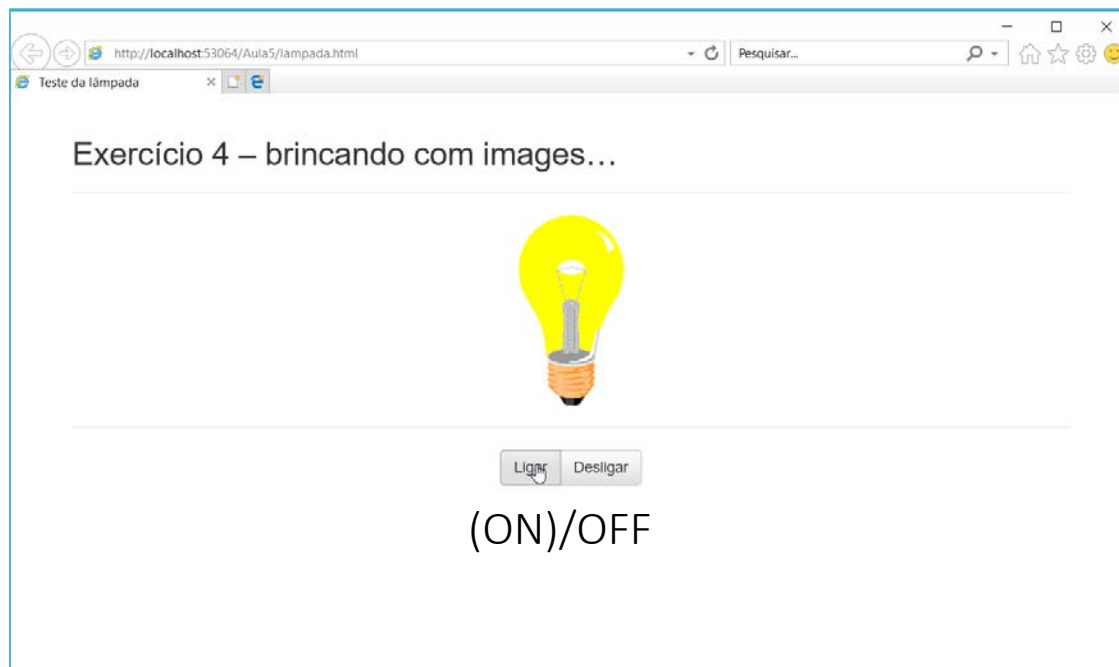 http://localhost:53064/Aula5/lampada.html
Pesquisar...
Teste da lâmpada
Exercício 4 – brincando com images...
Ligar
Desligar
(ON)/OFF